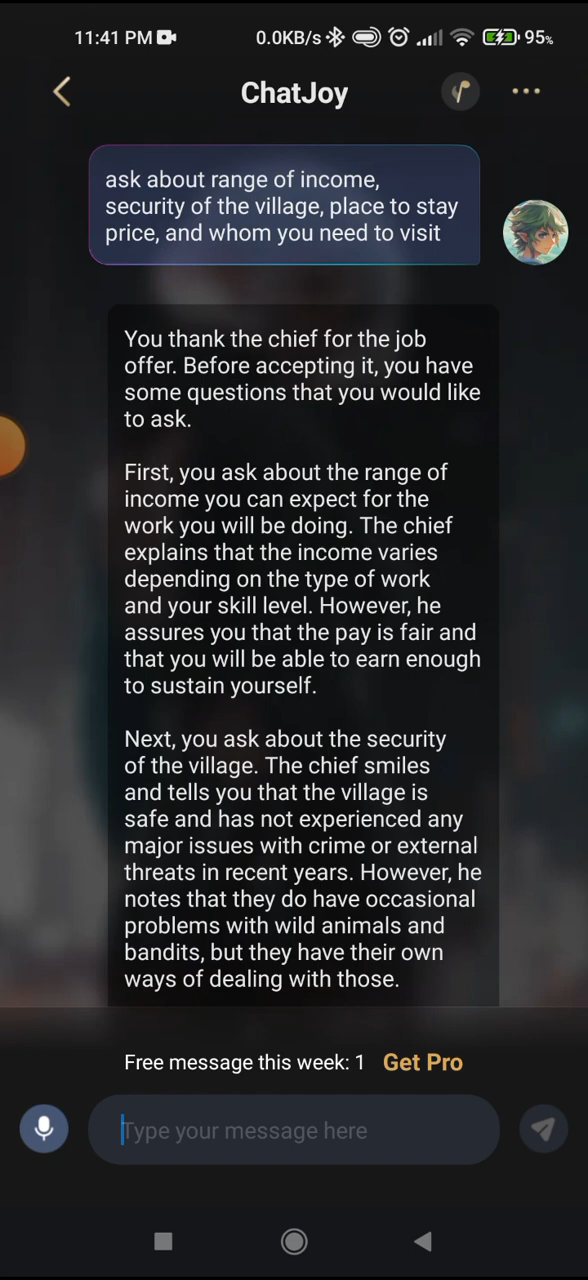 11:41 PM 0.0KB/s 95%
ChatJoy
ask about range of income,
security of the village, place to stay
price, and whom you need to visit
You thank the chief for the job
offer. Before accepting it, you have
some questions that you would like
to ask.
First, you ask about the range of
income you can expect for the
work you will be doing. The chief
explains that the income varies
depending on the type of work
and your skill level. However, he
assures you that the pay is fair and
that you will be able to earn enough
to sustain yourself.
Next, you ask about the security
of the village. The chief smiles
and tells you that the village is
safe and has not experienced any
major issues with crime or external
threats in recent years. However, he
notes that they do have occasional
problems with wild animals and
bandits, but they have their own
ways of dealing with those.
Free message this week: 1 Get Pro
Type your message here